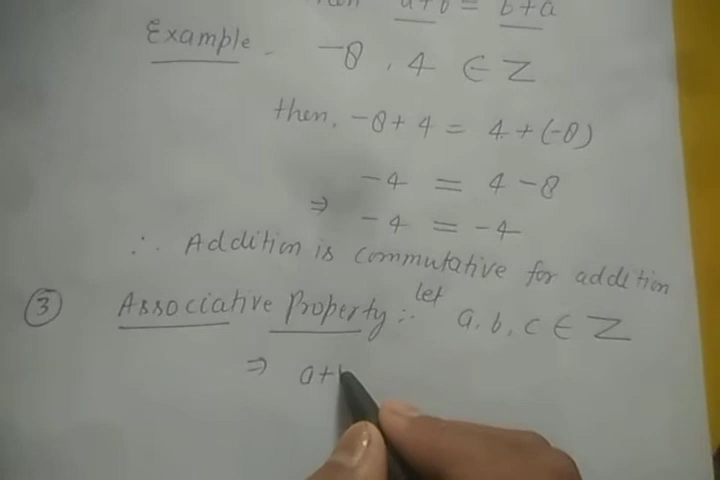 a+b = b+a
Example -
-8, 4 ∈ Z
then, -8+4 = 4+(-8)
-4 = 4-8
⇒ -4 = -4
∴ Addition is commutative for addition
③ Associative Property:- let a, b, c ∈ Z
⇒ a+